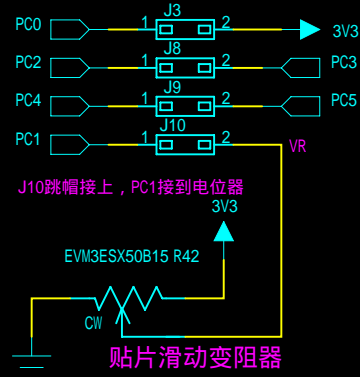 J3
PC0 1 2 3V3
J8
PC2 1 2 PC3
J9
PC4 1 2 PC5
J10
PC1 1 2 VR
J10跳帽接上，PC1接到电位器
3V3
EVM3ESX50B15 R42
CW
贴片滑动变阻器